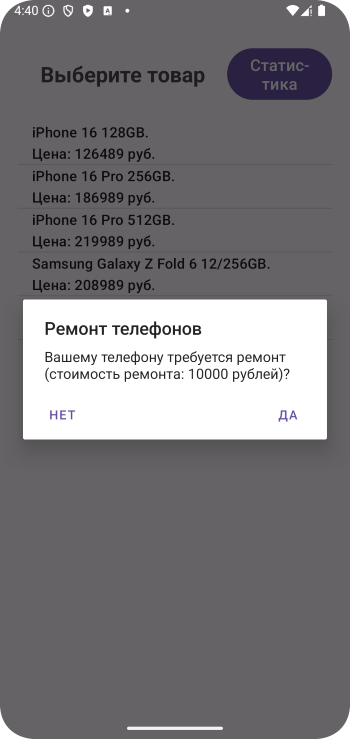 4:40
Выберите товар
Статис-
тика
iPhone 16 128GB.
Цена: 126489 руб.
iPhone 16 Pro 256GB.
Цена: 186989 руб.
iPhone 16 Pro 512GB.
Цена: 219989 руб.
Samsung Galaxy Z Fold 6 12/256GB.
Цена: 208989 руб.
Ремонт телефонов
Вашему телефону требуется ремонт
(стоимость ремонта: 10000 рублей)?
НЕТ ДА